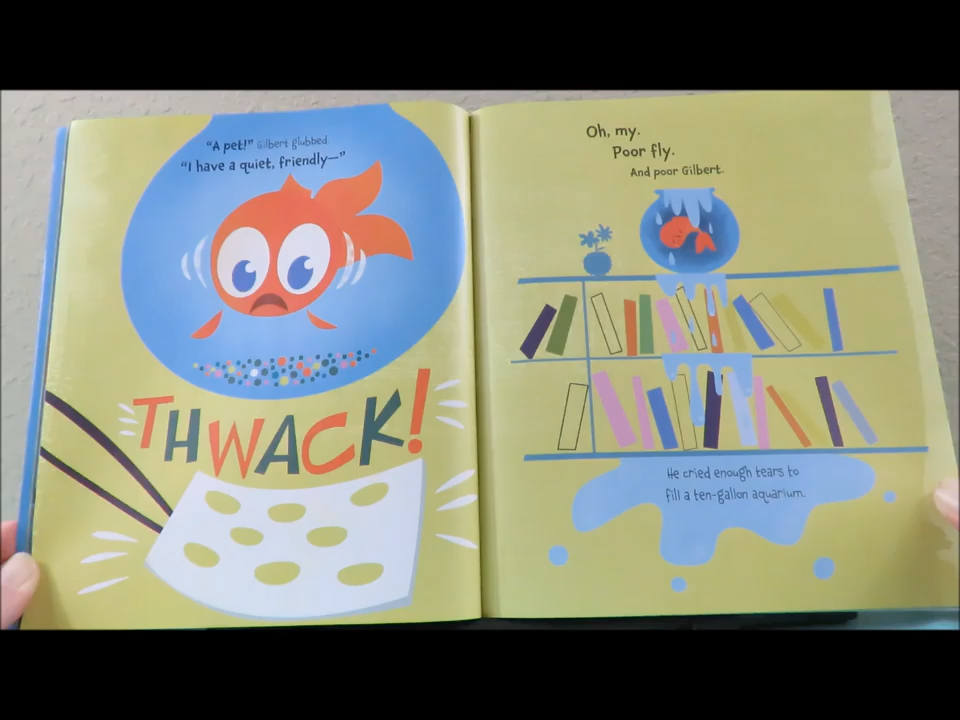 "A pet!" Gilbert glubbed.
"I have a quiet, friendly—"
THWACK!
Oh, my.
Poor fly.
And poor Gilbert.
He cried enough tears to
fill a ten-gallon aquarium.